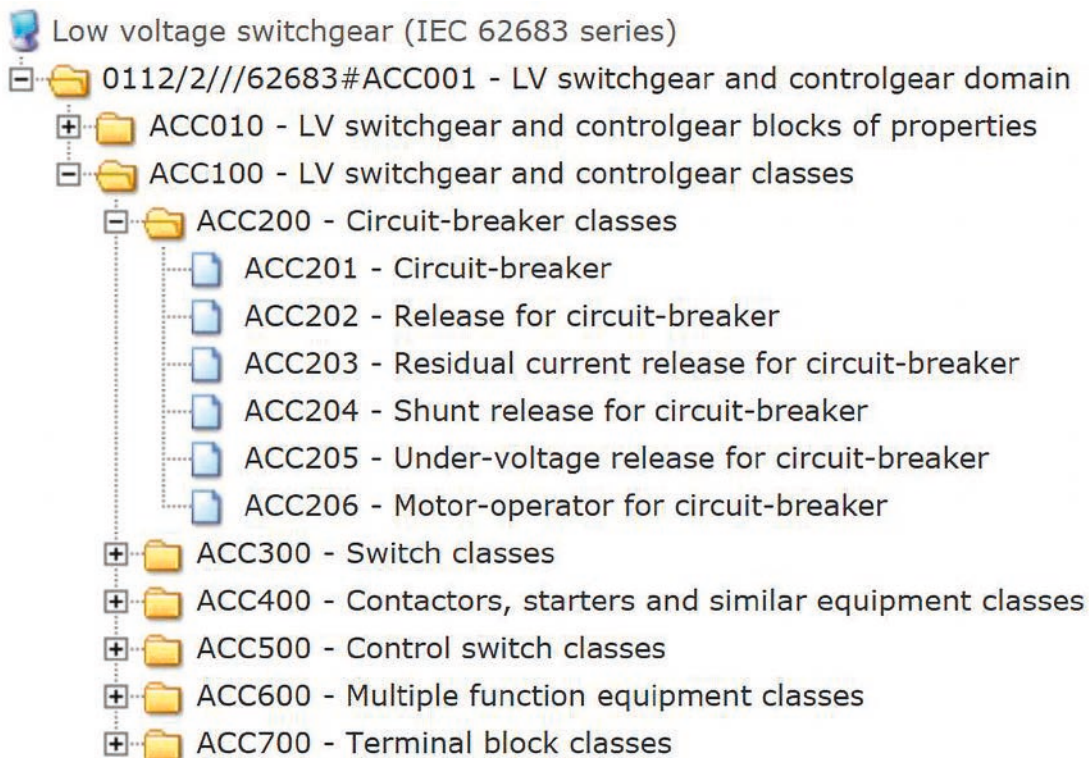 Low voltage switchgear (IEC 62683 series)
0112/2///62683#ACC001 - LV switchgear and controlgear domain
ACC010 - LV switchgear and controlgear blocks of properties
ACC100 - LV switchgear and controlgear classes
ACC200 - Circuit-breaker classes
ACC201 - Circuit-breaker
ACC202 - Release for circuit-breaker
ACC203 - Residual current release for circuit-breaker
ACC204 - Shunt release for circuit-breaker
ACC205 - Under-voltage release for circuit-breaker
ACC206 - Motor-operator for circuit-breaker
ACC300 - Switch classes
ACC400 - Contactors, starters and similar equipment classes
ACC500 - Control switch classes
ACC600 - Multiple function equipment classes
ACC700 - Terminal block classes